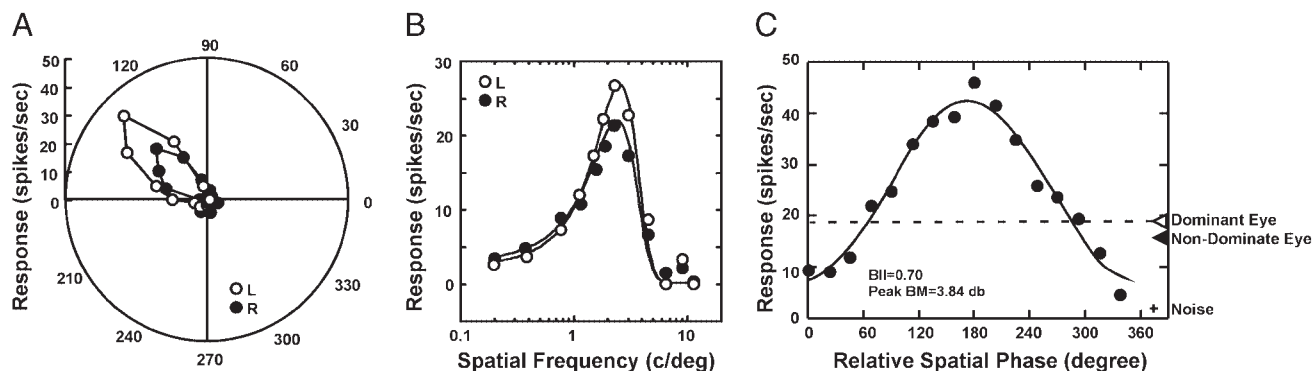 A
Response (spikes/sec)
50
40
30
20
10
0
90
120
60
30
0
210
330
240
300
270
L
R
B
Response (spikes/sec)
30
20
10
0
L
R
0.1
1
10
Spatial Frequency (c/deg)
C
Response (spikes/sec)
50
40
30
20
10
0
BII=0.70
Peak BM=3.84 db
Dominant Eye
Non-Dominate Eye
Noise
0 60 120 180 240 300 360
Relative Spatial Phase (degree)